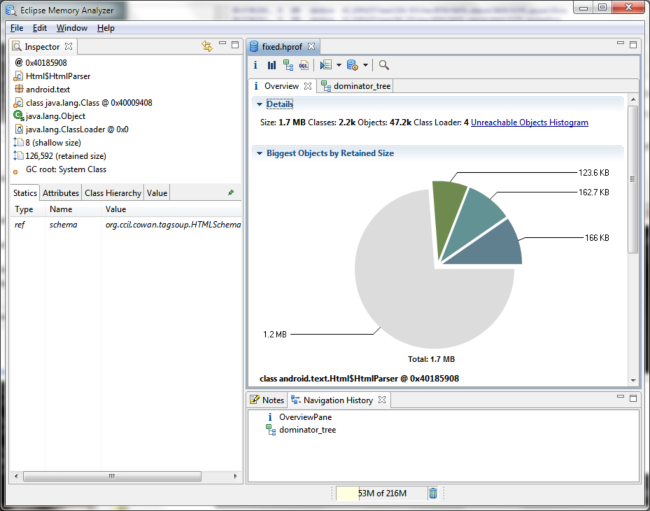 Eclipse Memory Analyzer
File Edit Window Help
Inspector
@ 0x40185908
Html$HtmlParser
android.text
class java.lang.Class @ 0x40009408
java.lang.Object
java.lang.ClassLoader @ 0x0
8 (shallow size)
126,592 (retained size)
GC root: System Class
Statics Attributes Class Hierarchy Value
Type Name Value
ref schema org.ccil.cowan.tagsoup.HTMLSchema
fixed.hprof
Overview dominator_tree
Details
Size: 1.7 MB Classes: 2.2k Objects: 47.2k Class Loader: 4 Unreachable Objects Histogram
Biggest Objects by Retained Size
123.6 KB
162.7 KB
166 KB
1.2 MB
Total: 1.7 MB
class android.text.Html$HtmlParser @ 0x40185908
Notes Navigation History
OverviewPane
dominator_tree
53M of 216M